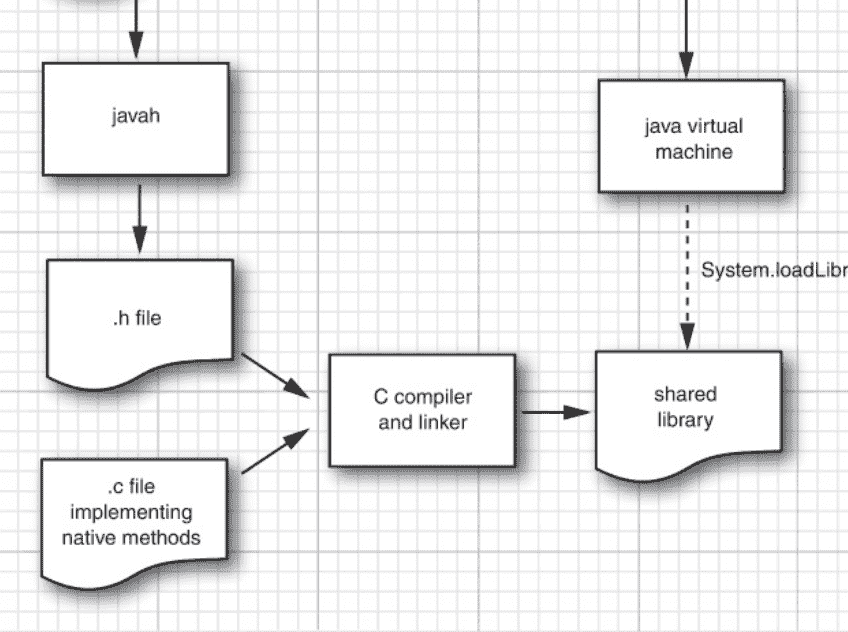 javah
java virtual
machine
System.loadLibr
.h file
C compiler
and linker
shared
library
.c file
implementing
native methods